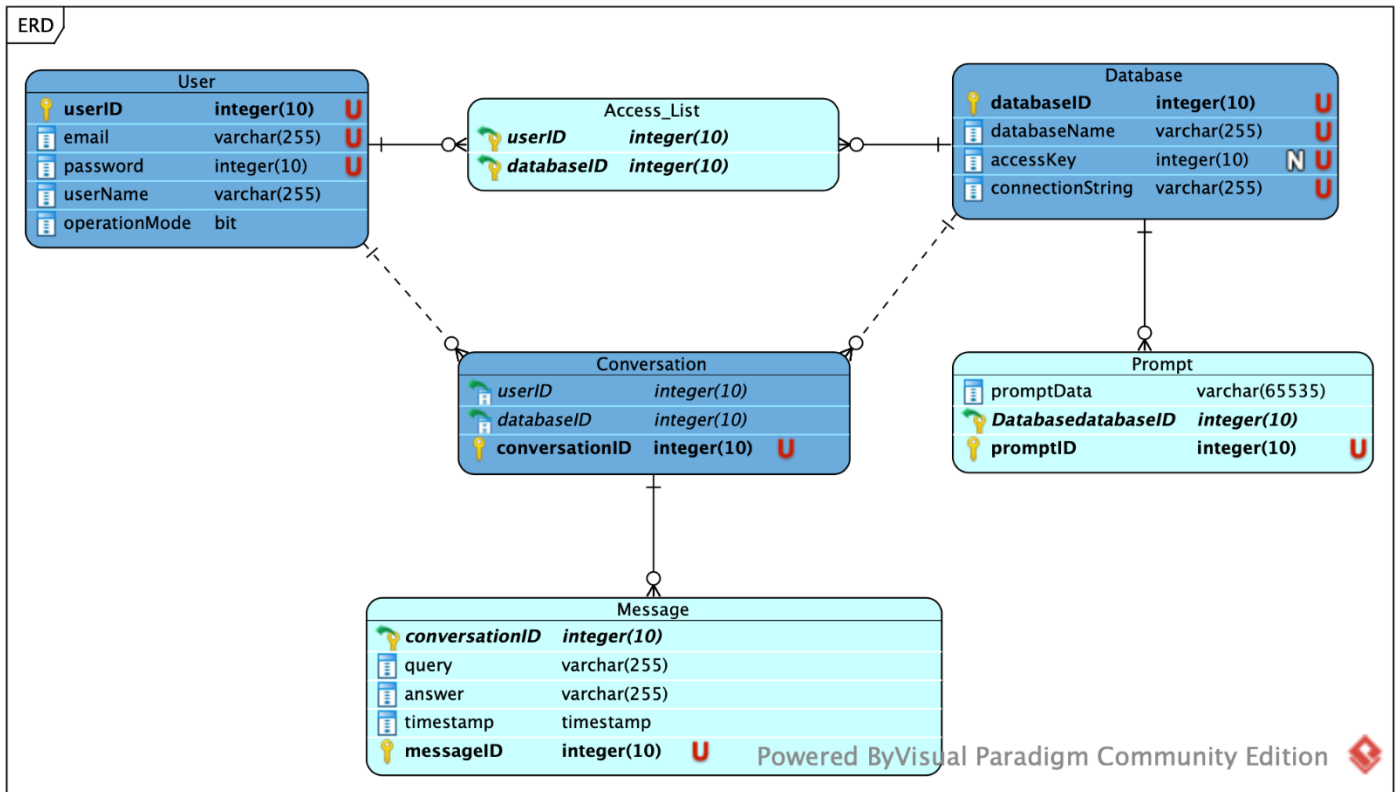 ERD
User
userID integer(10) U
email varchar(255) U
password integer(10) U
userName varchar(255)
operationMode bit
Access_List
userID integer(10)
databaseID integer(10)
Database
databaseID integer(10) U
databaseName varchar(255) U
accessKey integer(10) N U
connectionString varchar(255) U
Conversation
userID integer(10)
databaseID integer(10)
conversationID integer(10) U
Prompt
promptData varchar(65535)
DatabasedatabaseID integer(10)
promptID integer(10) U
Message
conversationID integer(10)
query varchar(255)
answer varchar(255)
timestamp timestamp
messageID integer(10) U
Powered ByVisual Paradigm Community Edition